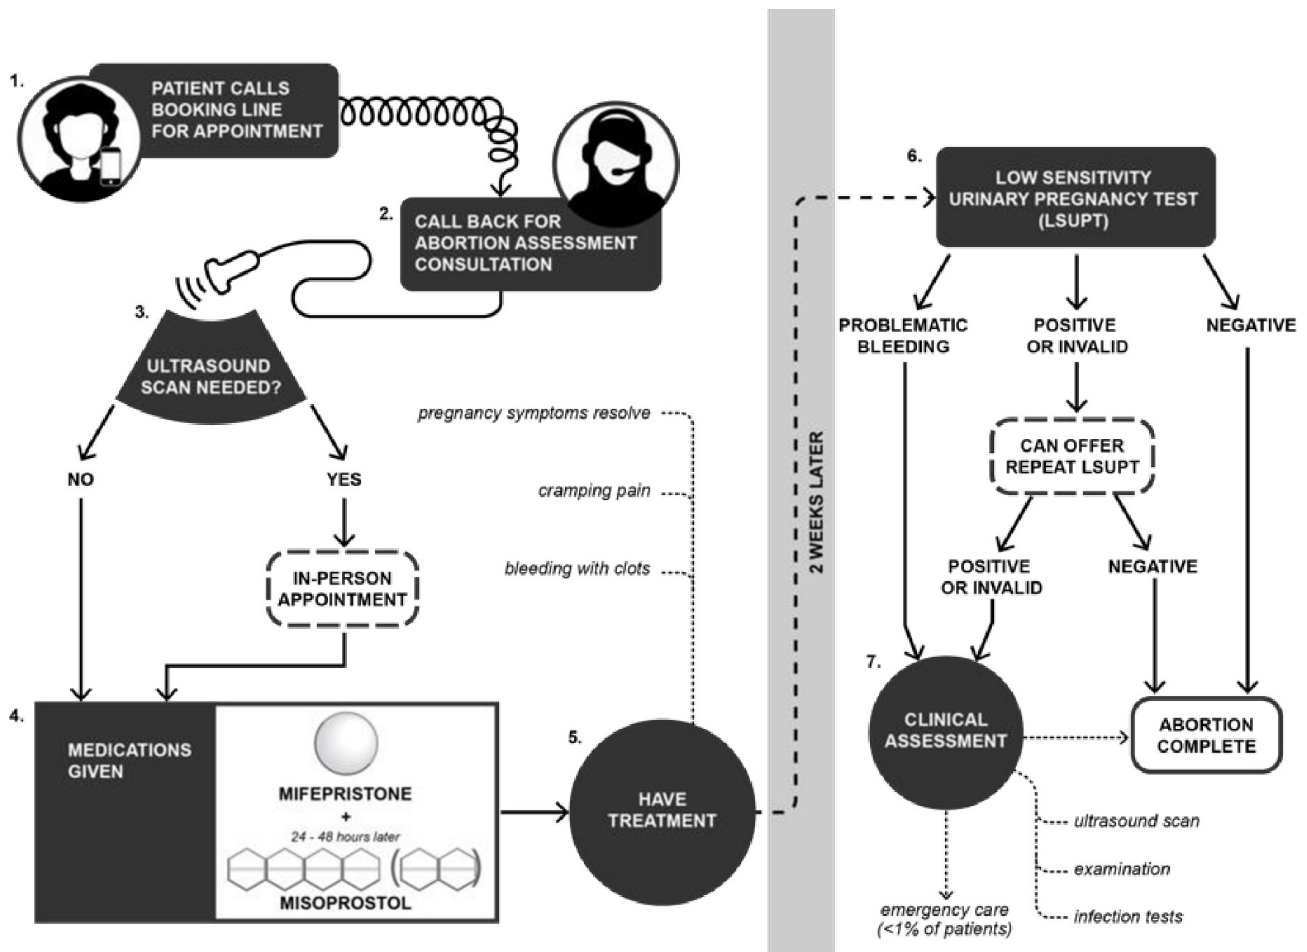 1.
PATIENT CALLS
BOOKING LINE
FOR APPOINTMENT
2.
CALL BACK FOR
ABORTION ASSESSMENT
CONSULTATION
3.
ULTRASOUND
SCAN NEEDED?
NO
YES
IN-PERSON
APPOINTMENT
4.
MEDICATIONS
GIVEN
MIFEPRISTONE
+
24 - 48 hours later
( )
MISOPROSTOL
5.
HAVE
TREATMENT
pregnancy symptoms resolve
cramping pain
bleeding with clots
2 WEEKS LATER
6.
LOW SENSITIVITY
URINARY PREGNANCY TEST
(LSUPT)
PROBLEMATIC
BLEEDING
POSITIVE
OR INVALID
NEGATIVE
CAN OFFER
REPEAT LSUPT
POSITIVE
OR INVALID
NEGATIVE
7.
CLINICAL
ASSESSMENT
ABORTION
COMPLETE
ultrasound scan
examination
infection tests
emergency care
(<1% of patients)